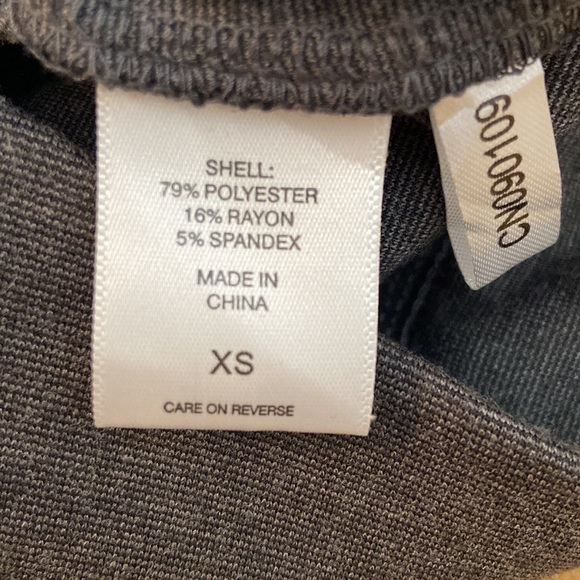 SHELL:
79% POLYESTER
16% RAYON
5% SPANDEX
MADE IN
CHINA
XS
CARE ON REVERSE
CN090109